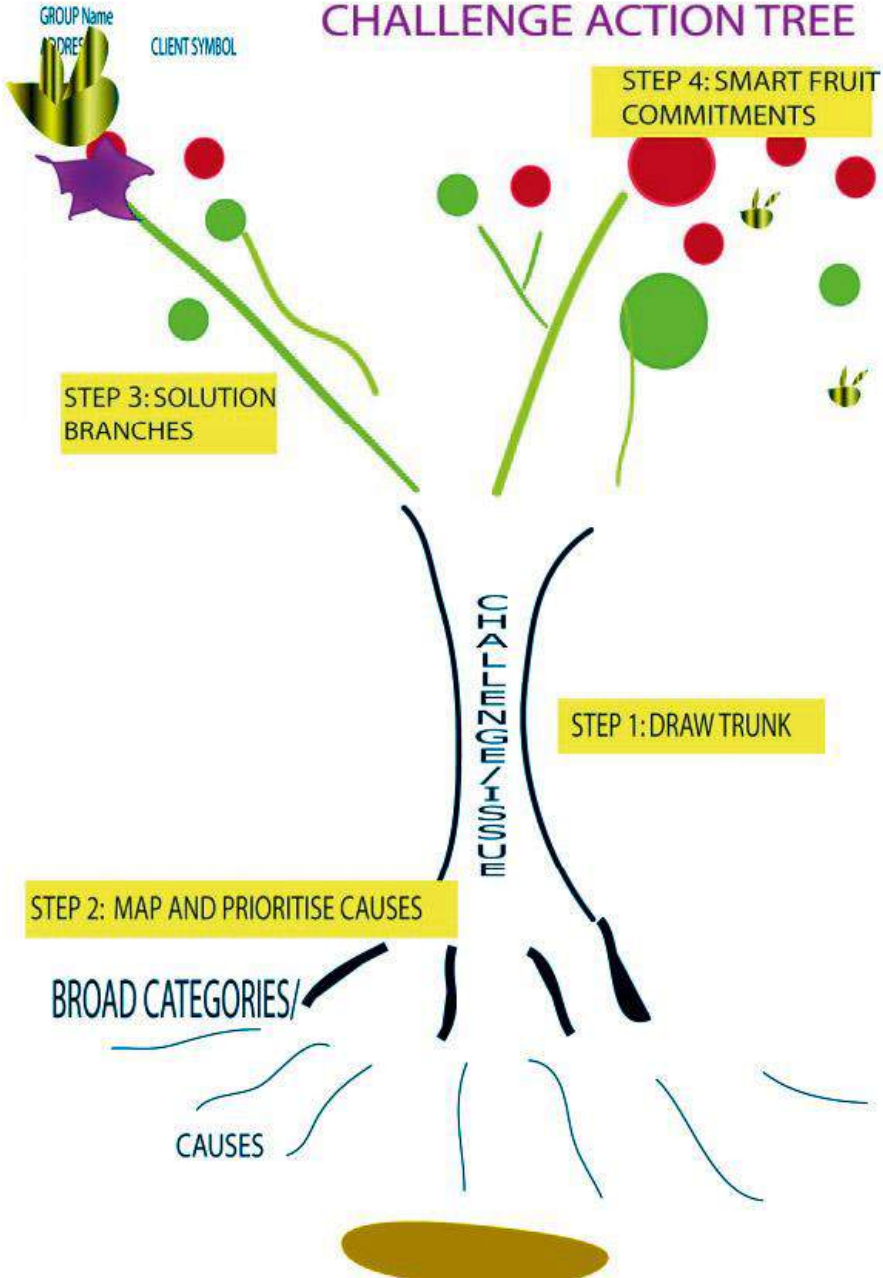 GROUP Name
CHALLENGE ACTION TREE
CLIENT SYMBOL
STEP 4: SMART FRUIT
COMMITMENTS
STEP 3: SOLUTION
BRANCHES
CHALLENGE/ISSUE
STEP 1: DRAW TRUNK
STEP 2: MAP AND PRIORITISE CAUSES
BROAD CATEGORIES/
CAUSES